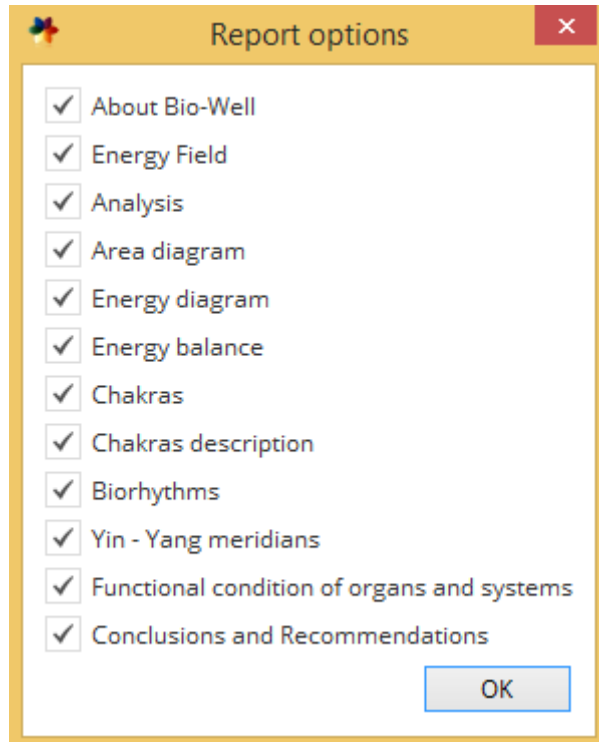 Report options
About Bio-Well
Energy Field
Analysis
Area diagram
Energy diagram
Energy balance
Chakras
Chakras description
Biorhythms
Yin - Yang meridians
Functional condition of organs and systems
Conclusions and Recommendations
OK